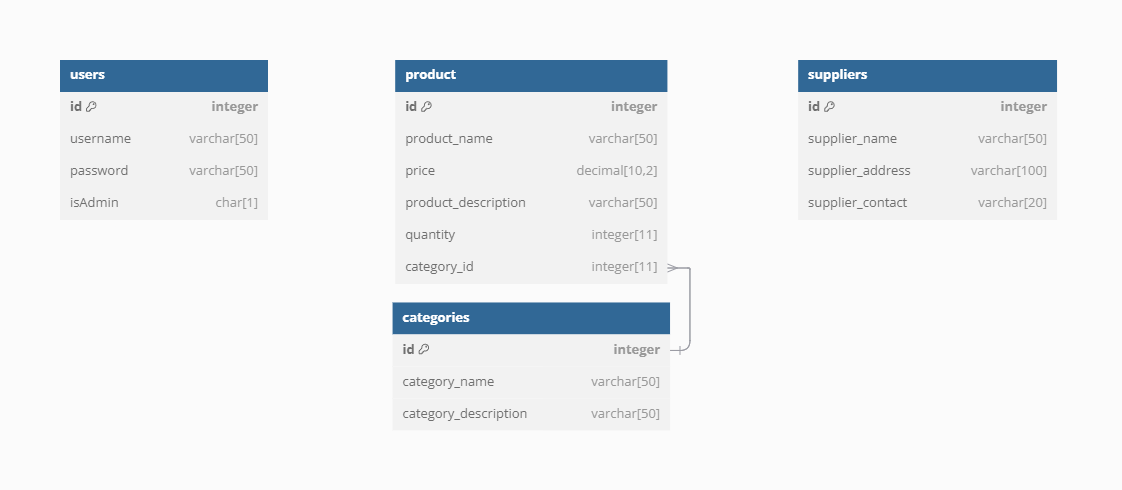 users
id integer
username varchar[50]
password varchar[50]
isAdmin char[1]
product
id integer
product_name varchar[50]
price decimal[10,2]
product_description varchar[50]
quantity integer[11]
category_id integer[11]
categories
id integer
category_name varchar[50]
category_description varchar[50]
suppliers
id integer
supplier_name varchar[50]
supplier_address varchar[100]
supplier_contact varchar[20]